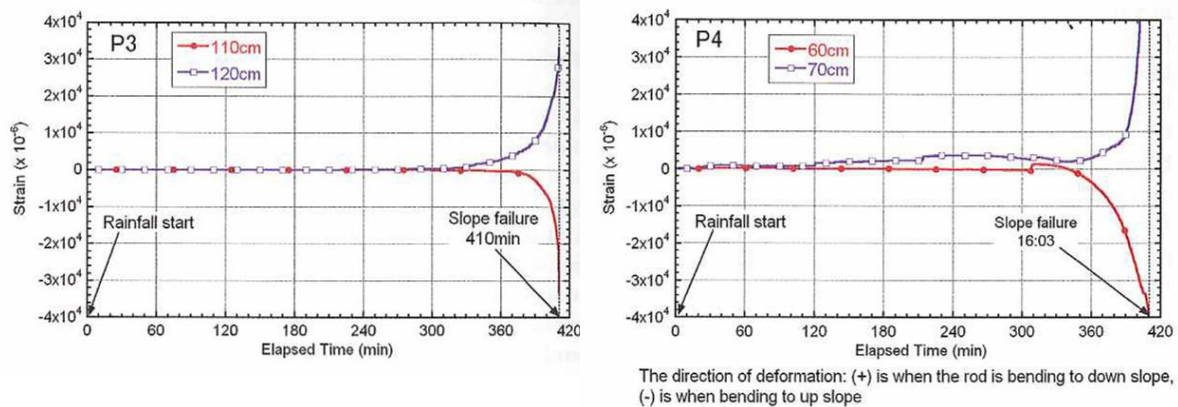 P3
110cm
120cm
4x10⁴
3x10⁴
2x10⁴
1x10⁴
0
-1x10⁴
-2x10⁴
-3x10⁴
-4x10⁴
Strain (x 10⁻⁶)
Rainfall start
Slope failure
410min
0 60 120 180 240 300 360 420
Elapsed Time (min)
P4
60cm
70cm
4x10⁴
3x10⁴
2x10⁴
1x10⁴
0
-1x10⁴
-2x10⁴
-3x10⁴
-4x10⁴
Strain (x 10⁻⁶)
Rainfall start
Slope failure
16:03
0 60 120 180 240 300 360 420
Elapsed Time (min)
The direction of deformation: (+) is when the rod is bending to down slope,
(-) is when bending to up slope